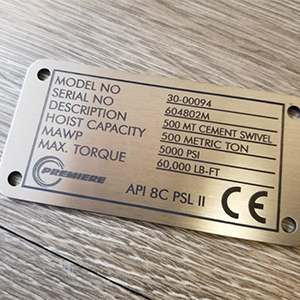 MODEL NO 30-00094
SERIAL NO 604802M
DESCRIPTION 500 MT CEMENT SWIVEL
HOIST CAPACITY 500 METRIC TON
MAWP 5000 PSI
MAX. TORQUE 60,000 LB-FT
PREMIERE API 8C PSL II CE